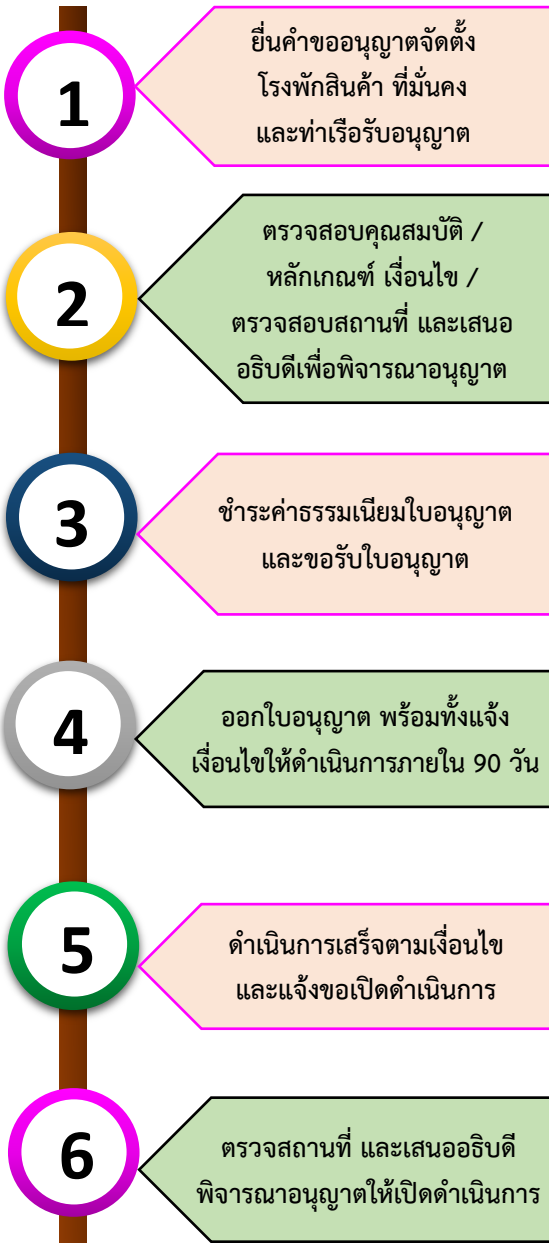 1
ยื่นคำขออนุญาตจัดตั้ง
โรงพักสินค้า ที่มั่นคง
และท่าเรือรับอนุญาต
2
ตรวจสอบคุณสมบัติ /
หลักเกณฑ์ เงื่อนไข /
ตรวจสอบสถานที่ และเสนอ
อธิบดีเพื่อพิจารณาอนุญาต
3
ชำระค่าธรรมเนียมใบอนุญาต
และขอรับใบอนุญาต
4
ออกใบอนุญาต พร้อมทั้งแจ้ง
เงื่อนไขให้ดำเนินการภายใน 90 วัน
5
ดำเนินการเสร็จตามเงื่อนไข
และแจ้งขอเปิดดำเนินการ
6
ตรวจสถานที่ และเสนออธิบดี
พิจารณาอนุญาตให้เปิดดำเนินการ